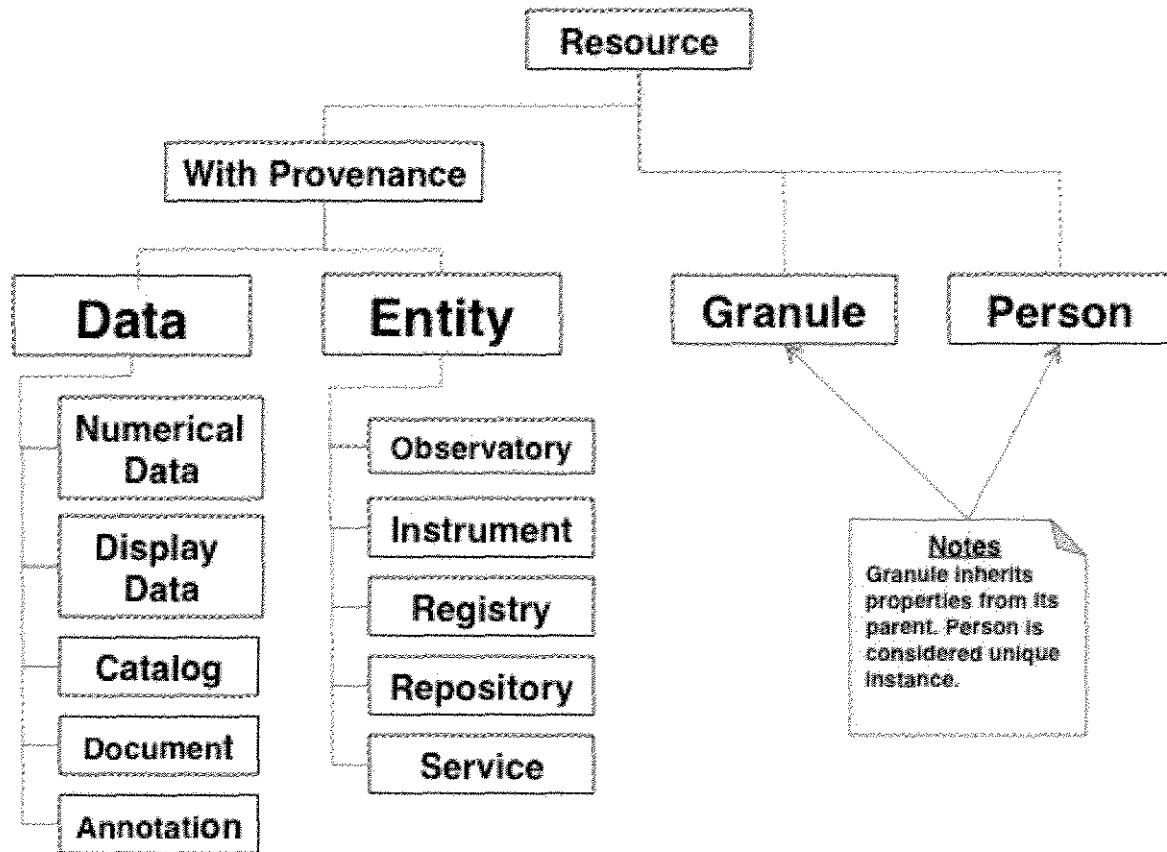 Resource
With Provenance
Data
Entity
Granule
Person
Numerical
Data
Display
Data
Catalog
Document
Annotation
Observatory
Instrument
Registry
Repository
Service
Notes
Granule inherits
properties from its
parent. Person is
considered unique
instance.